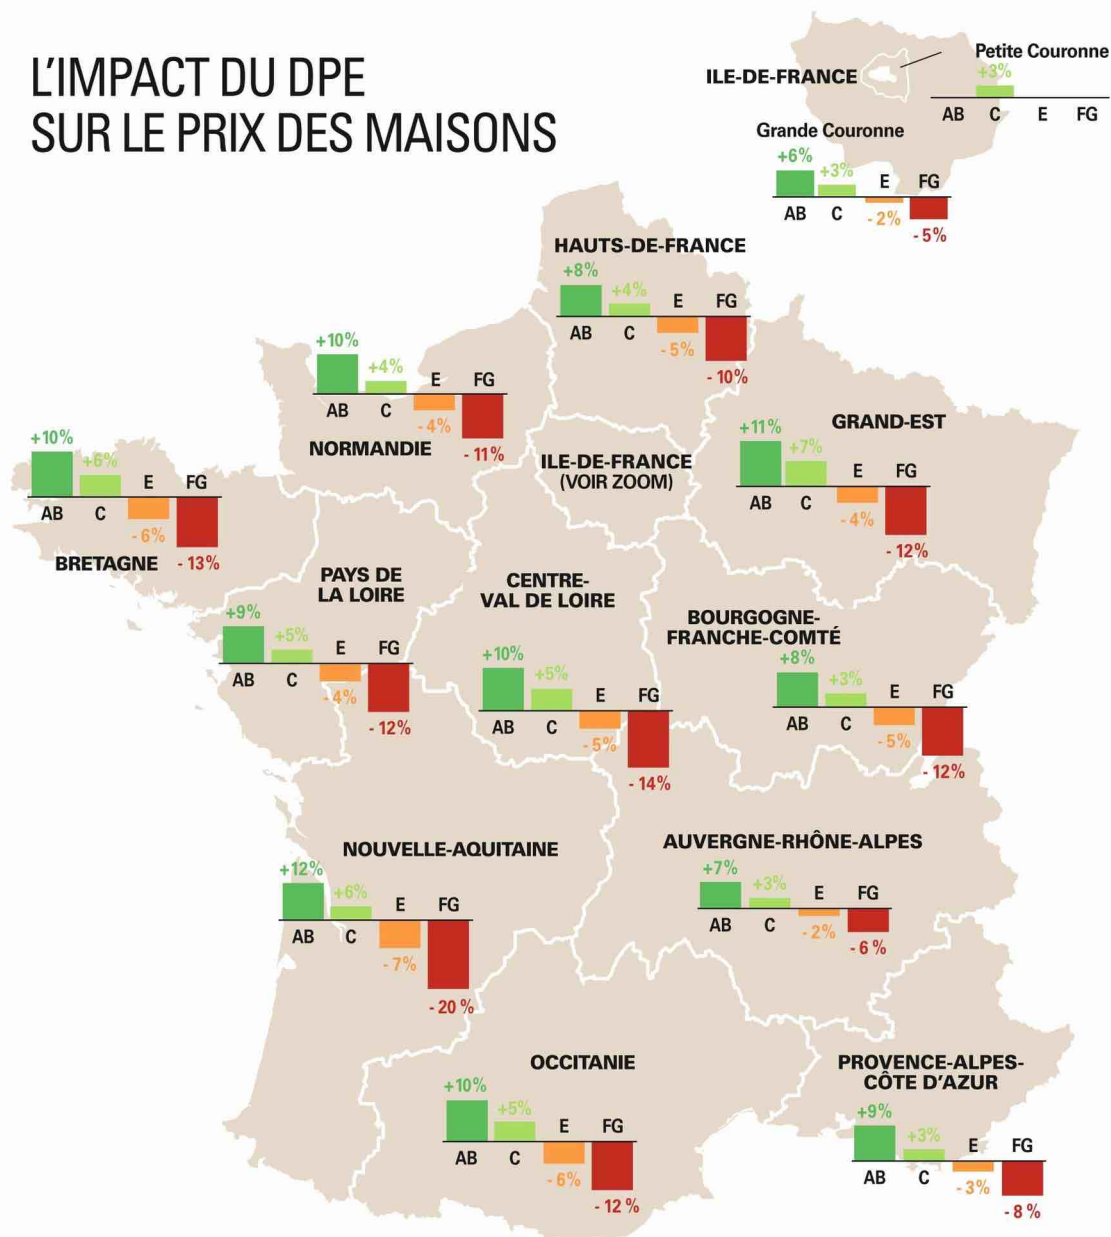 L'IMPACT DU DPE
SUR LE PRIX DES MAISONS
Petite Couronne
ILE-DE-FRANCE
+3%
AB C E FG
Grande Couronne
+6%
+3%
E FG
AB C
- 2%
- 5%
HAUTS-DE-FRANCE
+8%
+4%
E FG
AB C
- 5%
- 10%
+10%
+4%
E FG
AB C
- 4%
- 11%
NORMANDIE
GRAND-EST
+11%
+7%
E FG
AB C
- 4%
- 12%
ILE-DE-FRANCE
(VOIR ZOOM)
+10%
+6%
E FG
AB C
- 6%
- 13%
BRETAGNE
PAYS DE
LA LOIRE
+9%
+5%
E FG
AB C
- 4%
- 12%
CENTRE-
VAL DE LOIRE
+10%
+5%
E FG
AB C
- 5%
- 14%
BOURGOGNE-
FRANCHE-COMTÉ
+8%
+3%
E FG
AB C
- 5%
- 12%
NOUVELLE-AQUITAINE
+12%
+6%
E FG
AB C
- 7%
- 20 %
AUVERGNE-RHÔNE-ALPES
+7%
+3%
E FG
AB C
- 2%
- 6 %
OCCITANIE
+10%
+5%
E FG
AB C
- 6%
- 12 %
PROVENCE-ALPES-
CÔTE D'AZUR
+9%
+3%
E FG
AB C
- 3%
- 8 %